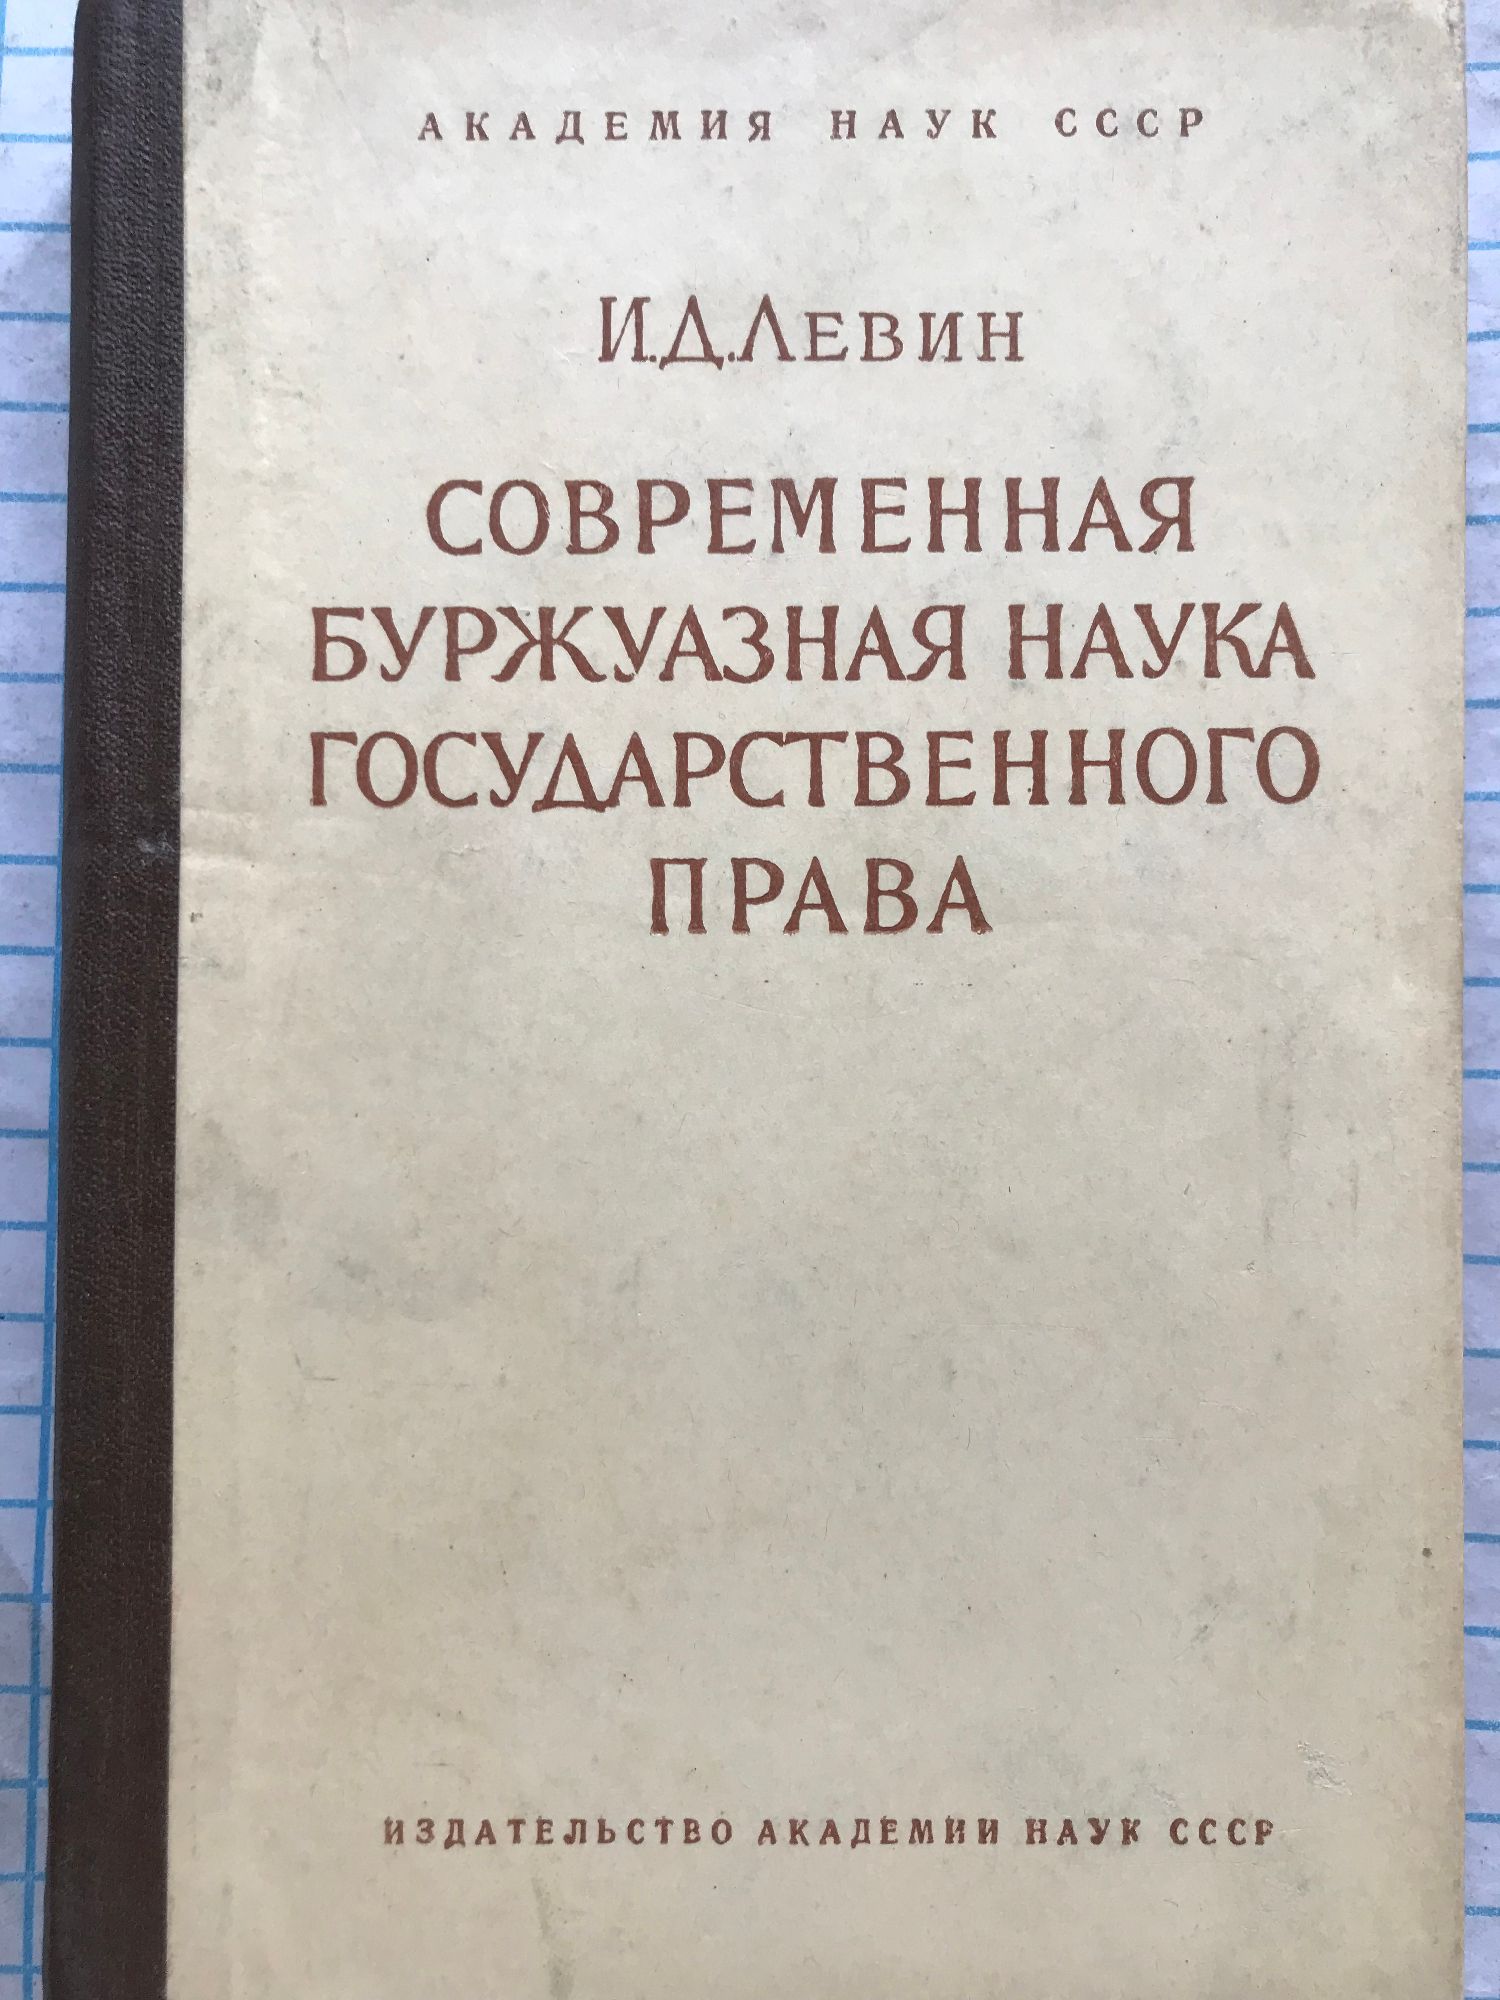 АКАДЕМИЯ НАУК СССР
И.Д.ЛЕВИН
СОВРЕМЕННАЯ
БУРЖУАЗНАЯ НАУКА
ГОСУДАРСТВЕННОГО
ПРАВА
ИЗДАТЕЛЬСТВО АКАДЕМИИ НАУК СССР